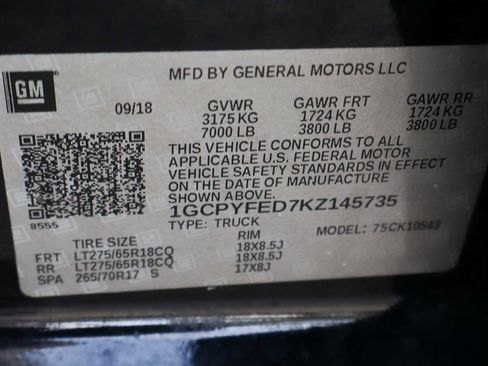 GM
MFD BY GENERAL MOTORS LLC
09/18 GVWR GAWR FRT GAWR RR
3175 KG 1724 KG 1724 KG
7000 LB 3800 LB 3800 LB
THIS VEHICLE CONFORMS TO ALL
APPLICABLE U.S. FEDERAL MOTOR
VEHICLE SAFETY STANDARDS IN EFFECT
ON THE DATE OF MANUFACTURE
8555 1GCPYFED7KZ145735
TYPE: TRUCK MODEL: 75CK10543
TIRE SIZE RIM
FRT LT275/65R18CQ 18X8.5J
RR LT275/65R18CQ 18X8.5J
SPA 265/70R17 S 17X8J